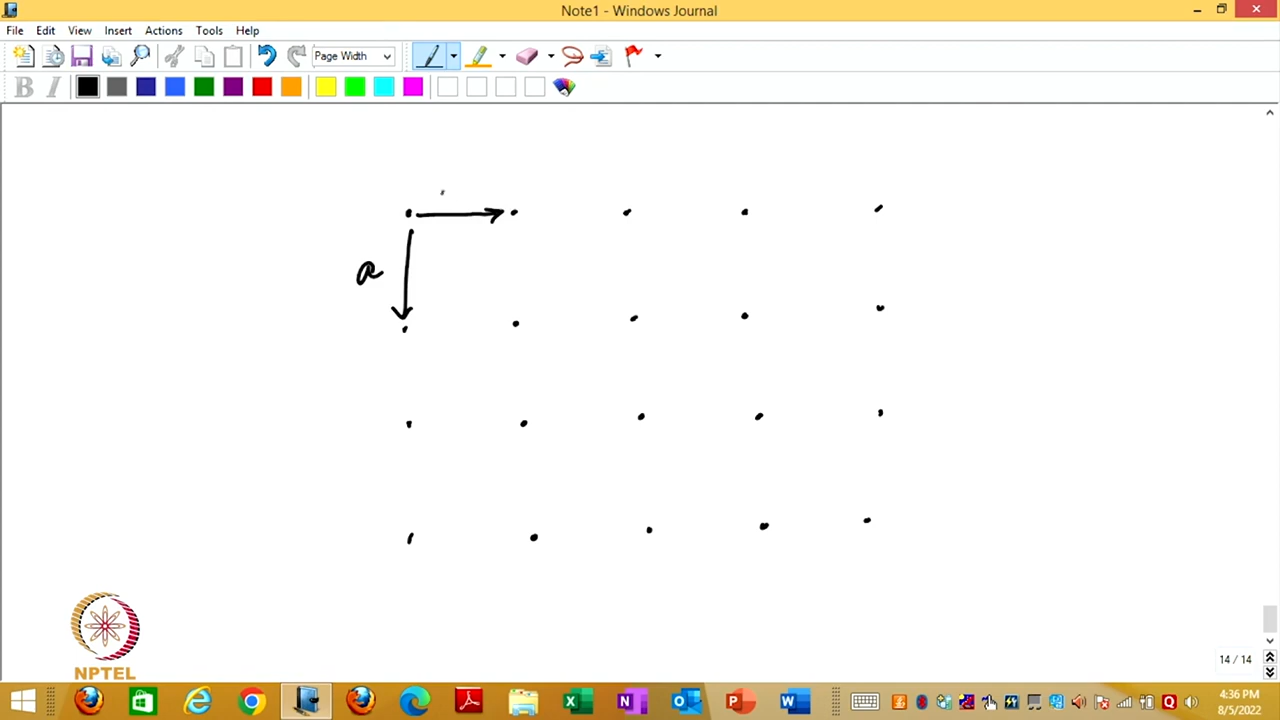 Note1 - Windows Journal
File Edit View Insert Actions Tools Help
Page Width
B I
a
NPTEL
14 / 14
4:36 PM
8/5/2022